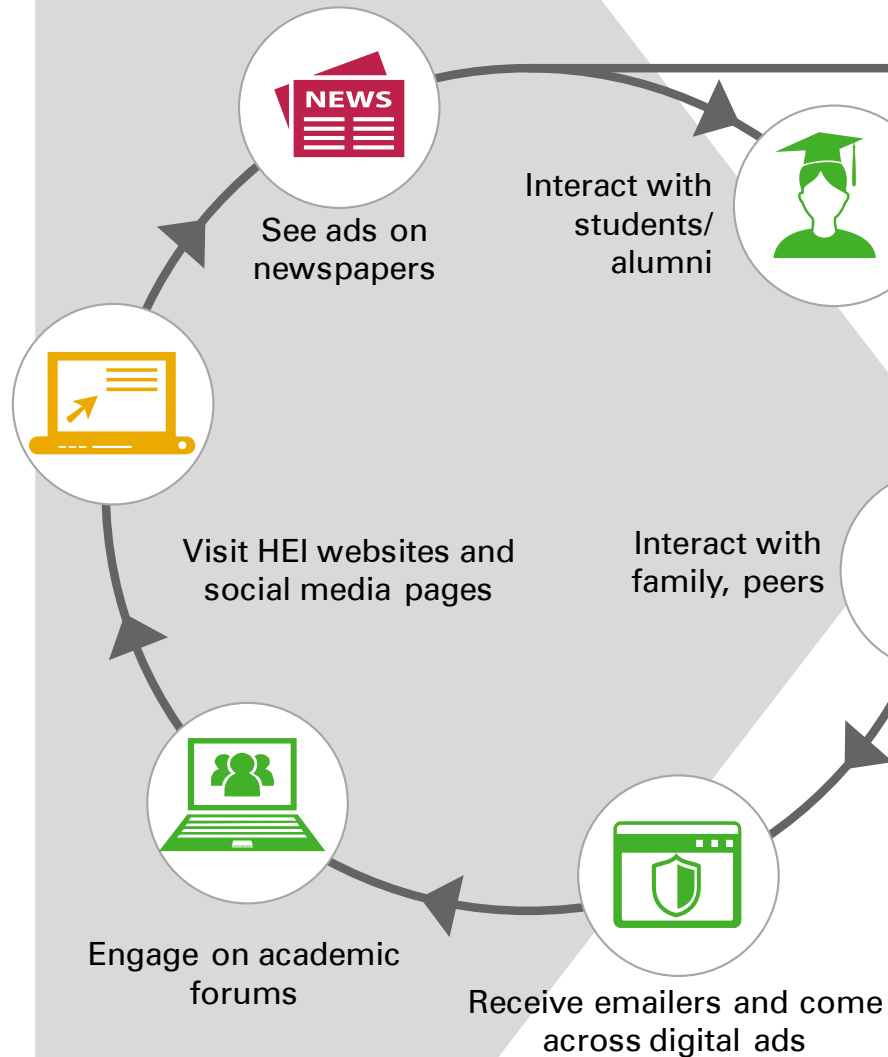 NEWS
See ads on
newspapers
Interact with
students/
alumni
Visit HEI websites and
social media pages
Interact with
family, peers
Engage on academic
forums
Receive emailers and come
across digital ads